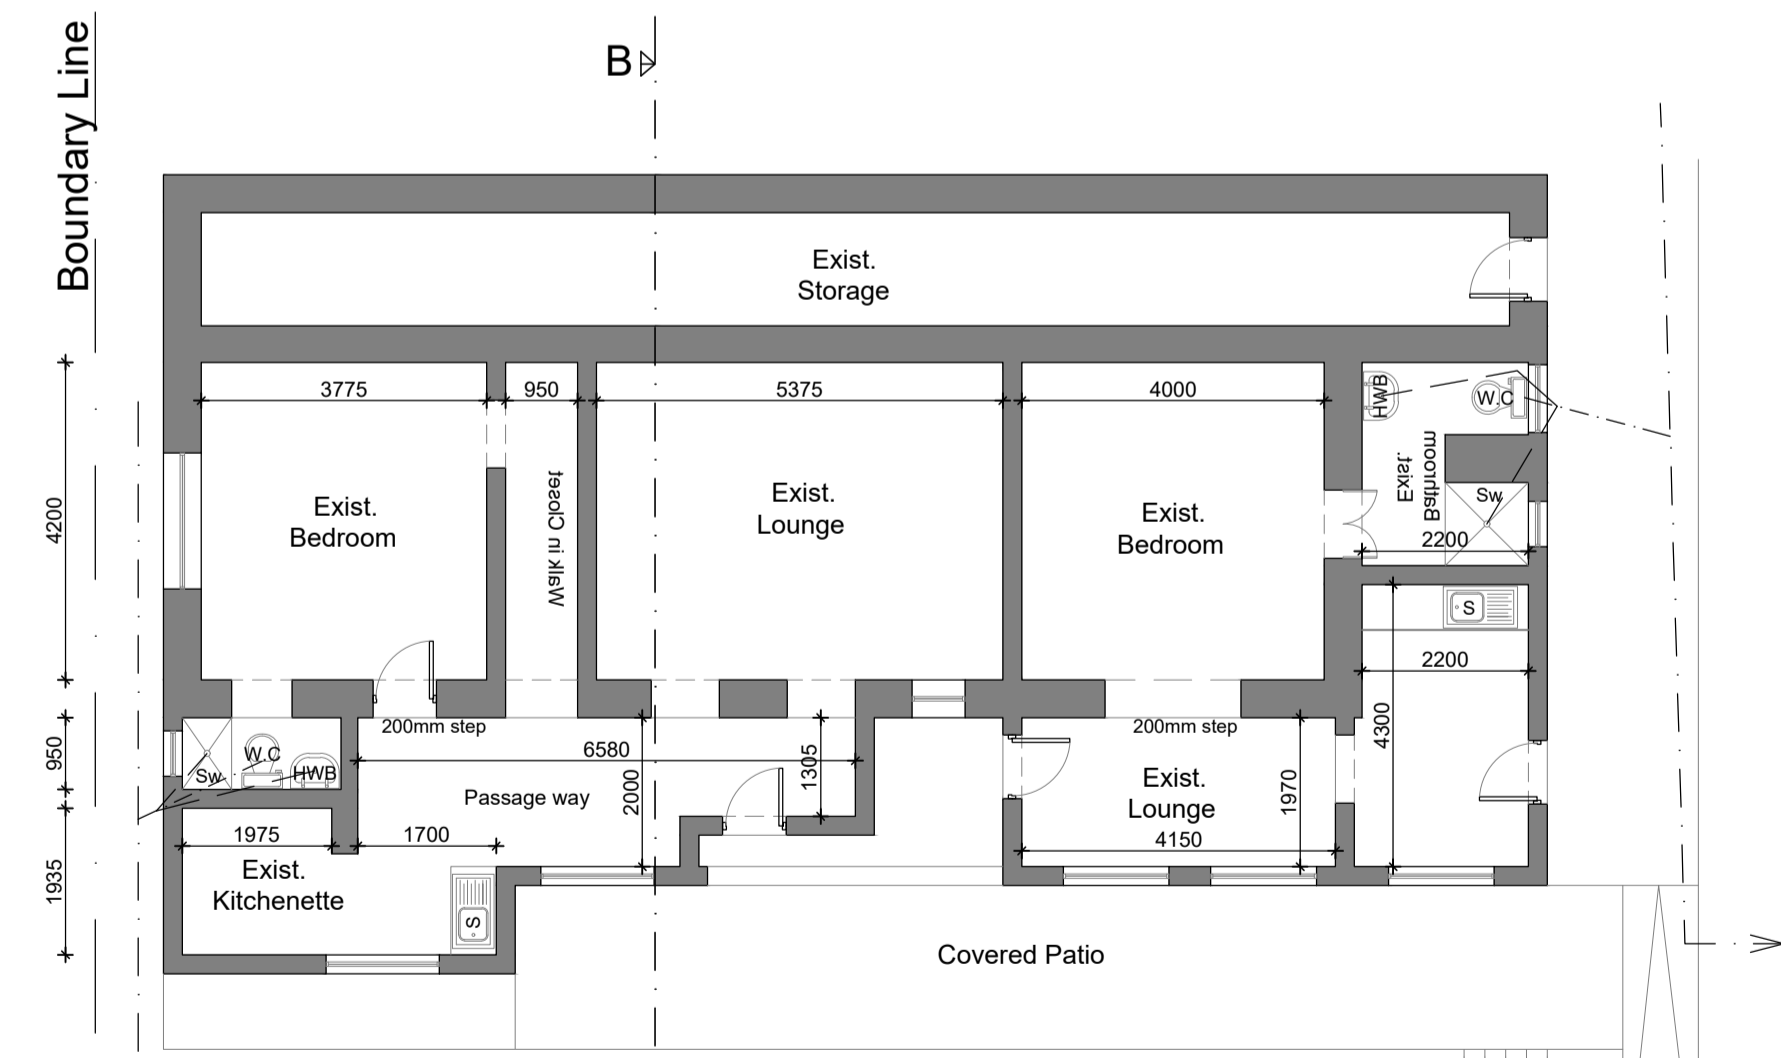 Boundary Line
B
Exist.
Storage
3775
950
5375
4000
HWB
W.C
Exist.
Bathroom
Sw
2200
4200
Exist.
Bedroom
Walk in Closet
Exist.
Lounge
Exist.
Bedroom
S
2200
4300
200mm step
200mm step
950
W.C
Sw
HWB
6580
2000
1305
Passage way
Exist.
Lounge
1970
4150
1975
1700
1935
Exist.
Kitchenette
S
Covered Patio